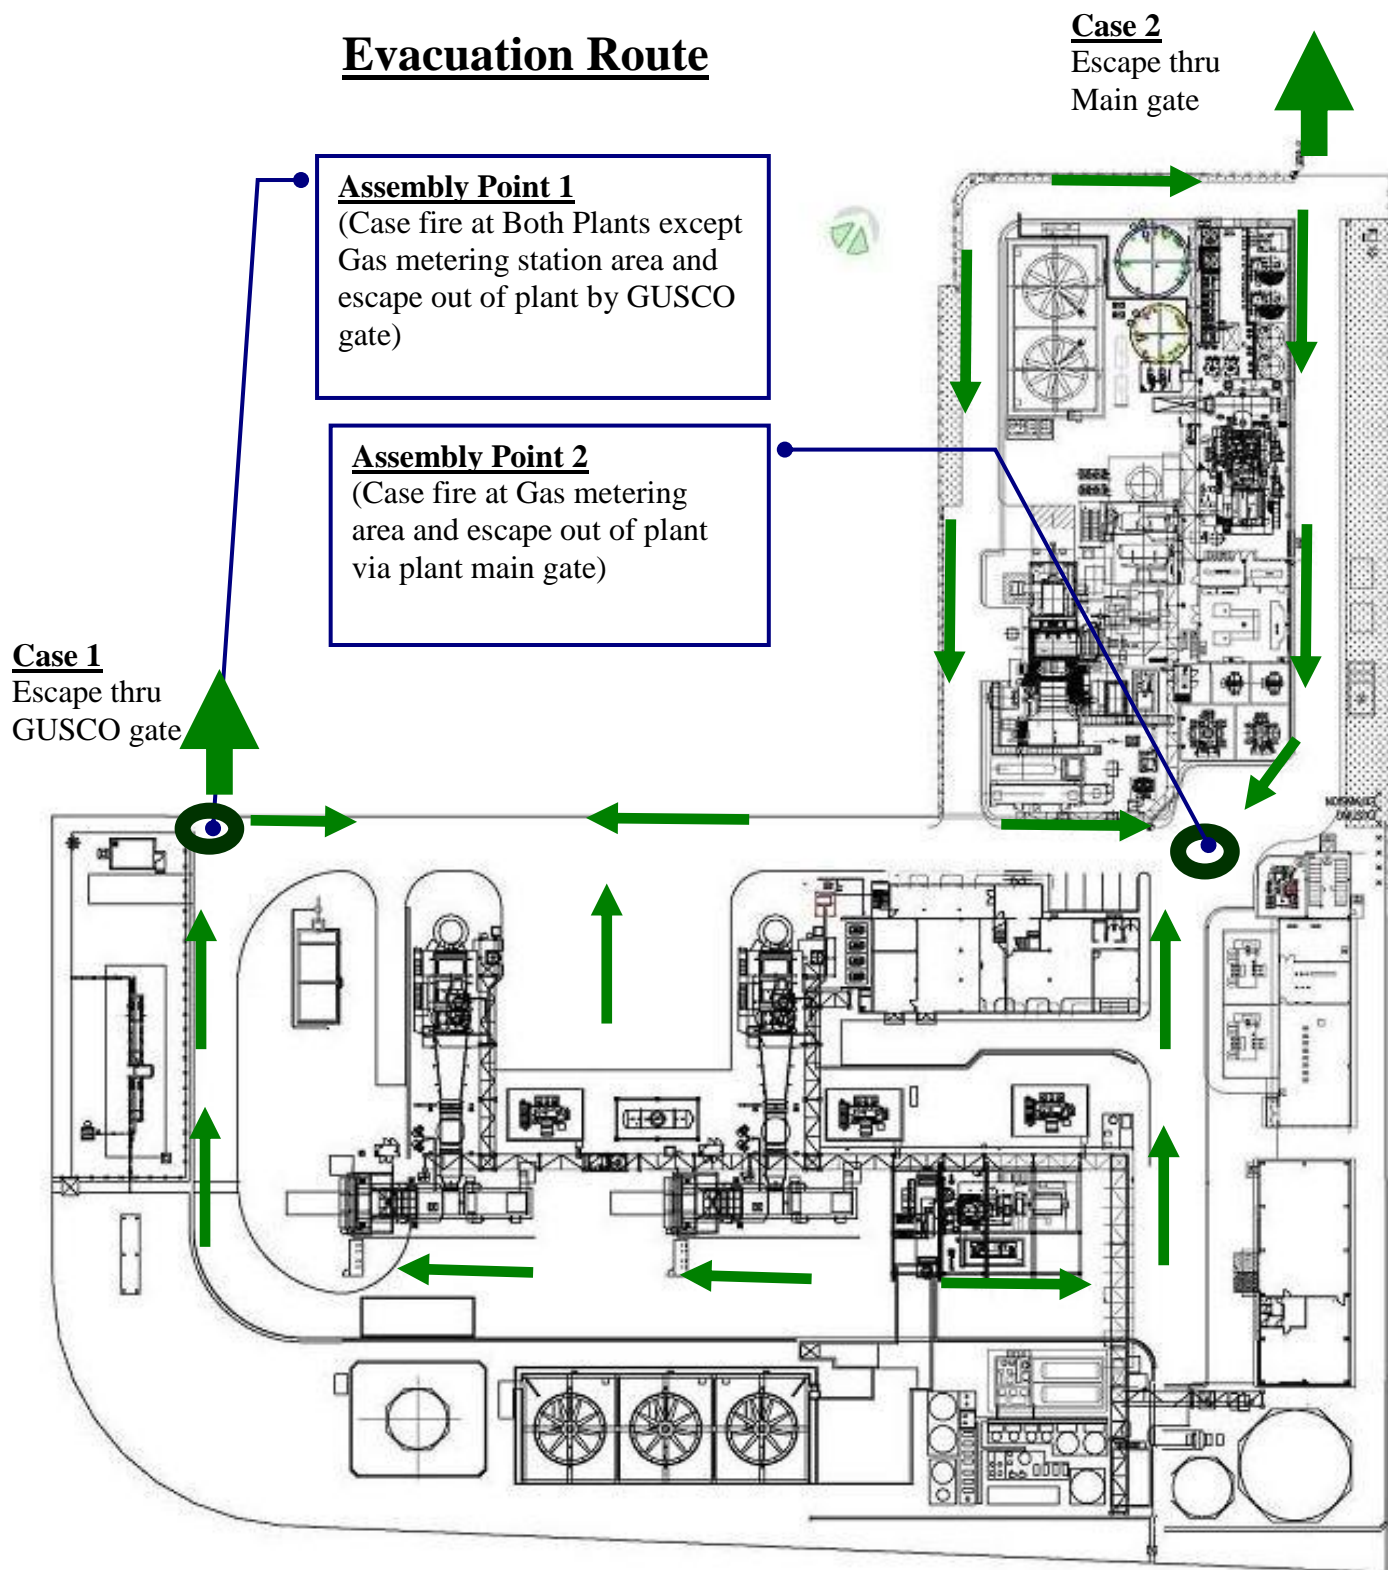 Evacuation Route
Case 2
Escape thru
Main gate
Assembly Point 1
(Case fire at Both Plants except
Gas metering station area and
escape out of plant by GUSCO
gate)
Assembly Point 2
(Case fire at Gas metering
area and escape out of plant
via plant main gate)
Case 1
Escape thru
GUSCO gate
EXPANSION
EXISTING